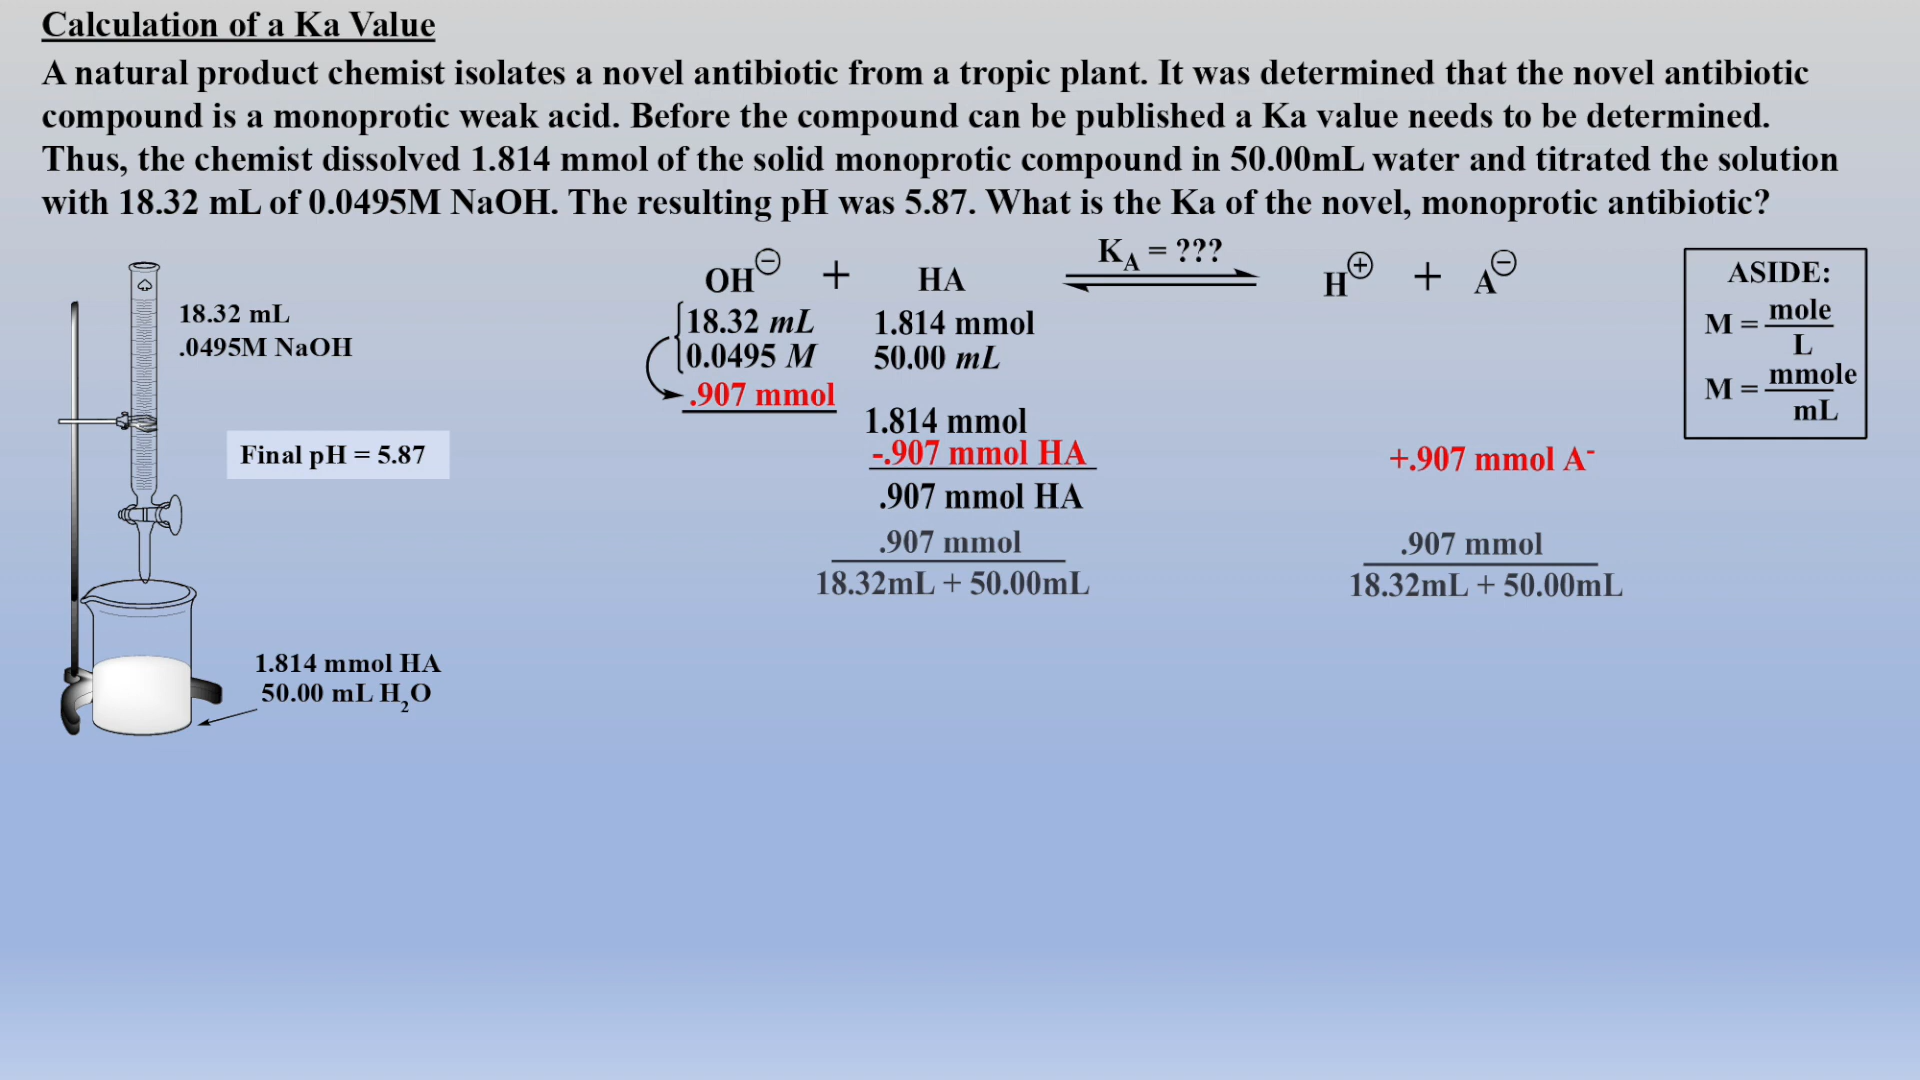 Calculation of a Ka Value
A natural product chemist isolates a novel antibiotic from a tropic plant. It was determined that the novel antibiotic
compound is a monoprotic weak acid. Before the compound can be published a Ka value needs to be determined.
Thus, the chemist dissolved 1.814 mmol of the solid monoprotic compound in 50.00mL water and titrated the solution
with 18.32 mL of 0.0495M NaOH. The resulting pH was 5.87. What is the Ka of the novel, monoprotic antibiotic?
18.32 mL
.0495M NaOH
Final pH = 5.87
1.814 mmol HA
50.00 mL H₂O
OH⊖ + HA
K_A = ???
H⊕ + A⊖
18.32 mL
0.0495 M
.907 mmol
1.814 mmol
50.00 mL
1.814 mmol
-.907 mmol HA
.907 mmol HA
.907 mmol
18.32mL + 50.00mL
+.907 mmol A⁻
.907 mmol
18.32mL + 50.00mL
ASIDE:
M = mole
L
M = mmole
mL